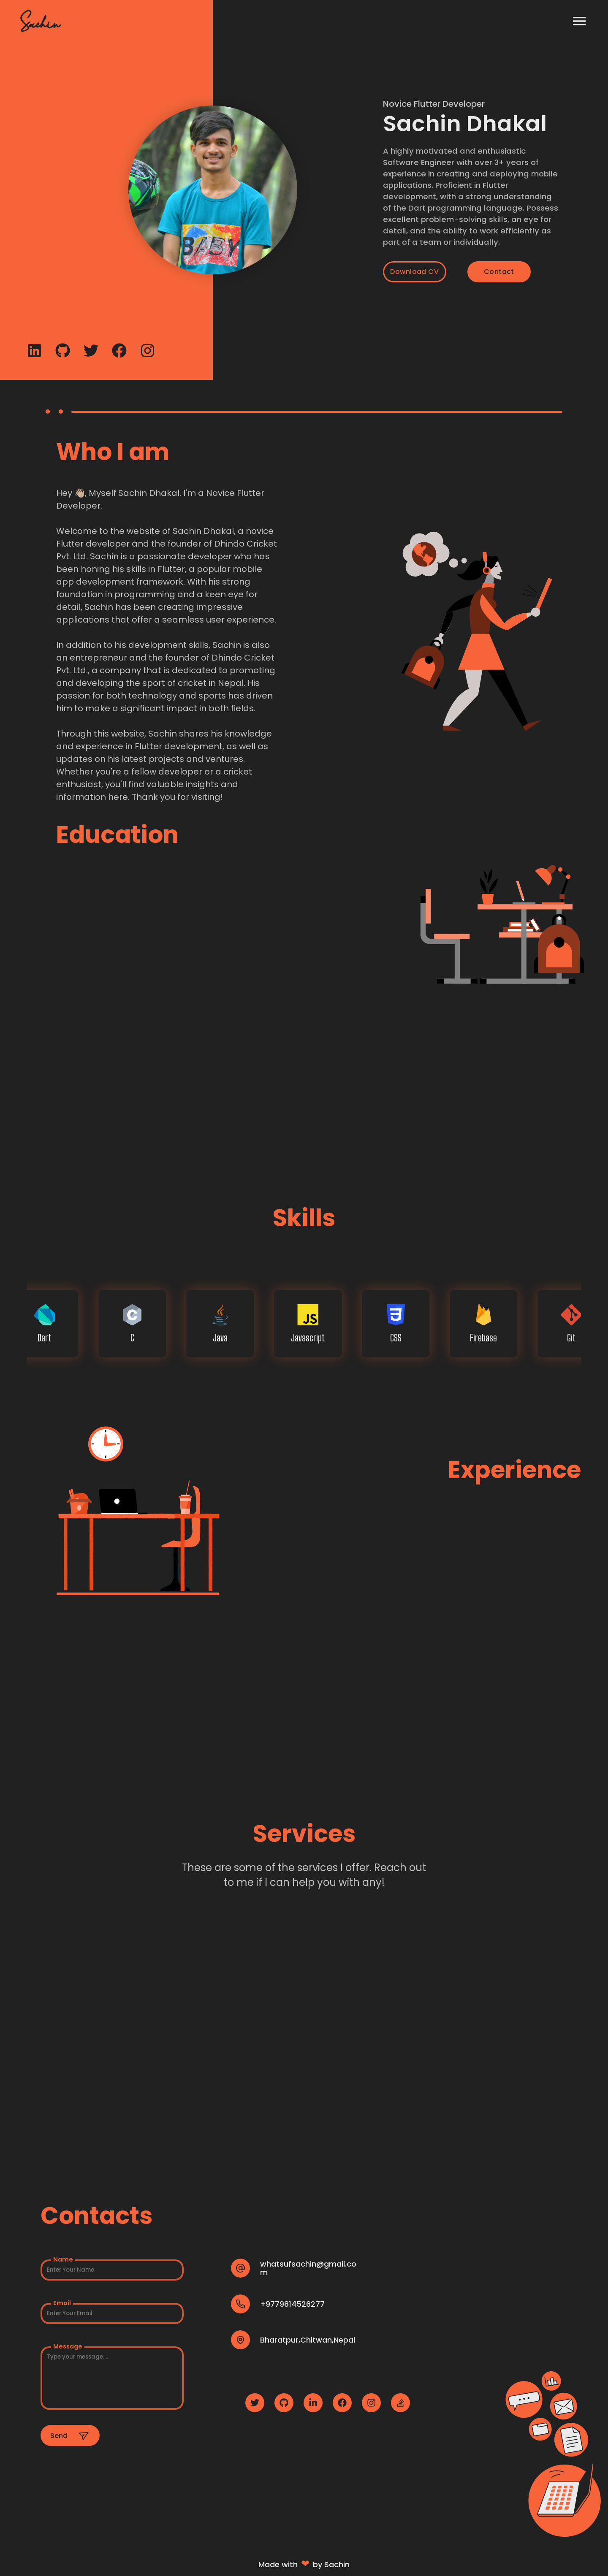 Sachin
Novice Flutter Developer
Sachin Dhakal
A highly motivated and enthusiastic
Software Engineer with over 3+ years of
experience in creating and deploying mobile
applications. Proficient in Flutter
development, with a strong understanding
of the Dart programming language. Possess
excellent problem-solving skills, an eye for
detail, and the ability to work efficiently as
part of a team or individually.
BABY
Download CV
Contact
Who I am
Hey 👋🏼, Myself Sachin Dhakal. I'm a Novice Flutter
Developer.
Welcome to the website of Sachin Dhakal, a novice
Flutter developer and the founder of Dhindo Cricket
Pvt. Ltd. Sachin is a passionate developer who has
been honing his skills in Flutter, a popular mobile
app development framework. With his strong
foundation in programming and a keen eye for
detail, Sachin has been creating impressive
applications that offer a seamless user experience.
In addition to his development skills, Sachin is also
an entrepreneur and the founder of Dhindo Cricket
Pvt. Ltd., a company that is dedicated to promoting
and developing the sport of cricket in Nepal. His
passion for both technology and sports has driven
him to make a significant impact in both fields.
Through this website, Sachin shares his knowledge
and experience in Flutter development, as well as
updates on his latest projects and ventures.
Whether you're a fellow developer or a cricket
enthusiast, you'll find valuable insights and
information here. Thank you for visiting!
Education
Skills
Dart
C
Java
JS
Javascript
CSS
Firebase
Git
Experience
Services
These are some of the services I offer. Reach out
to me if I can help you with any!
Contacts
Name
Enter Your Name
Email
Enter Your Email
Message
Type your message....
Send
whatsufsachin@gmail.co
m
+9779814526277
Bharatpur,Chitwan,Nepal
Made with ❤ by Sachin